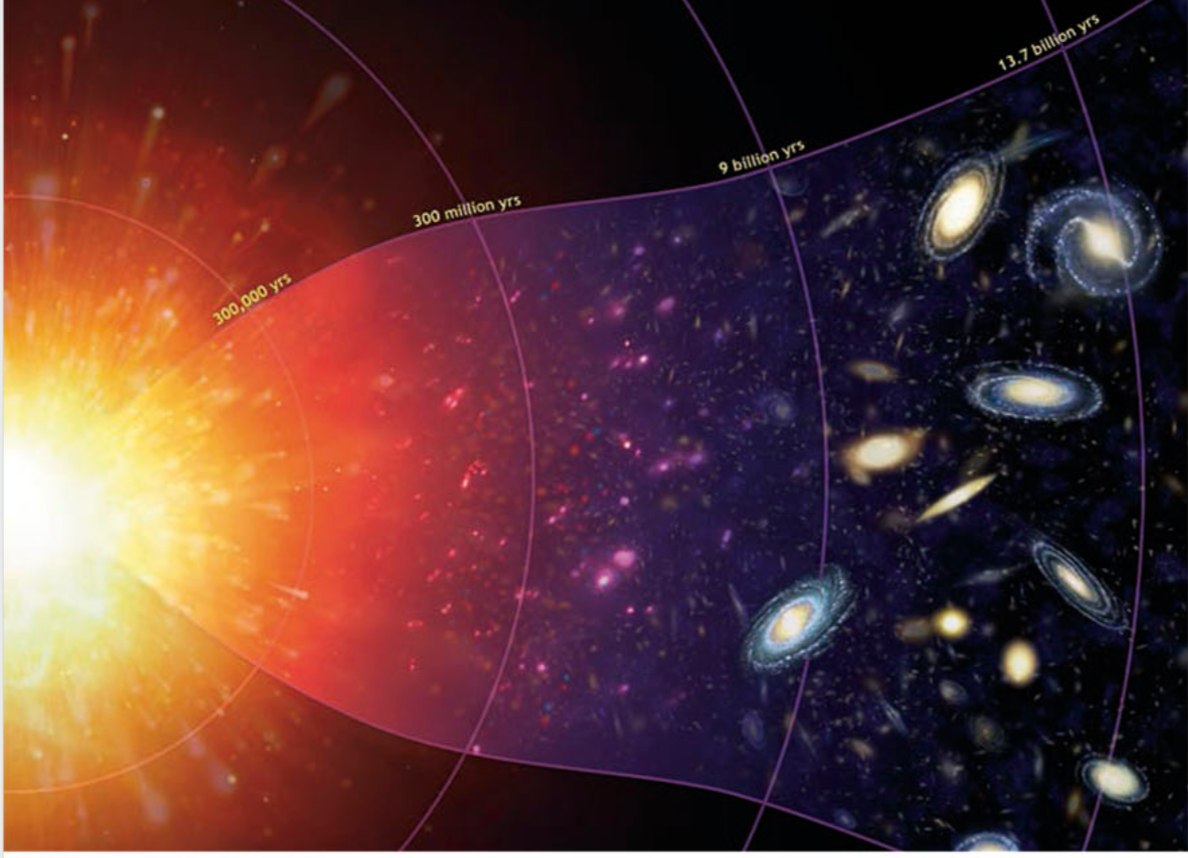 300,000 yrs
300 million yrs
9 billion yrs
13.7 billion yrs